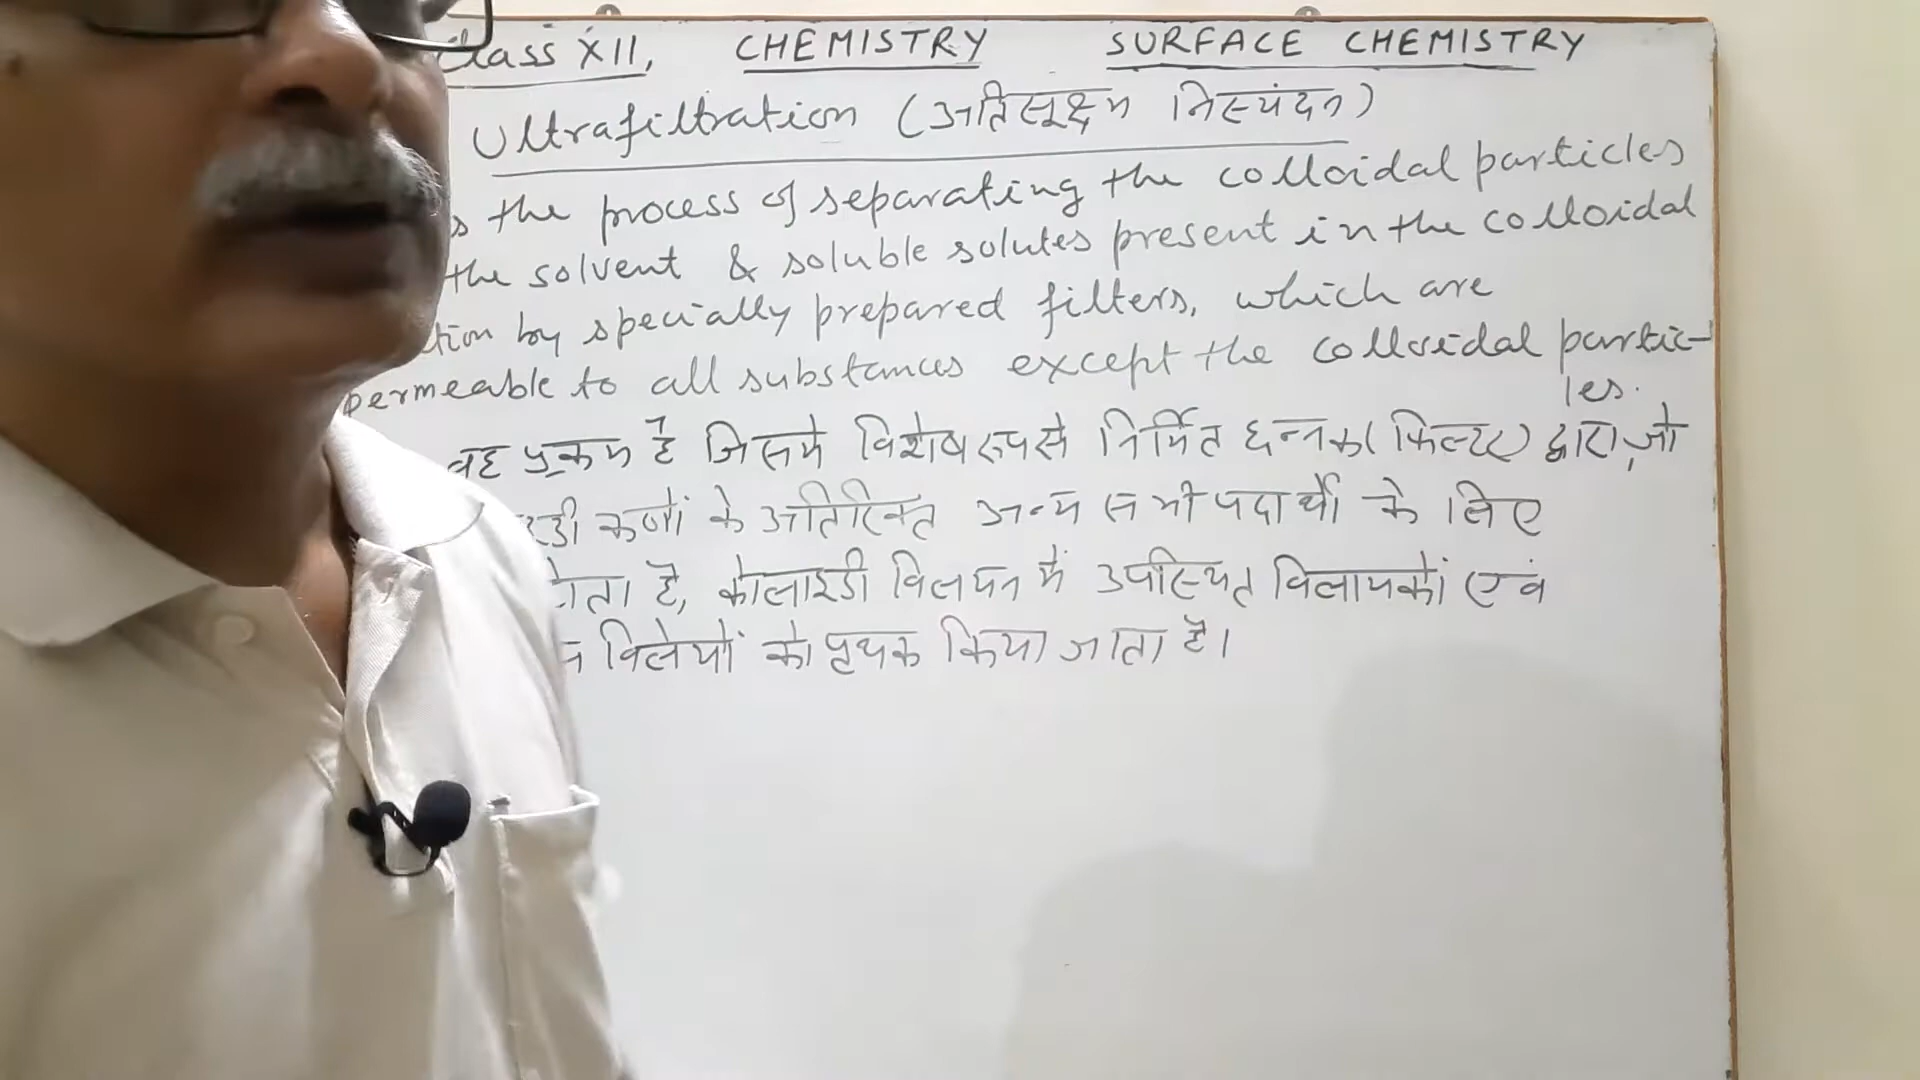 Class XII, CHEMISTRY SURFACE CHEMISTRY
Ultrafiltration (अतिसूक्ष्म निस्यंदन)
the process of separating the colloidal particles
the solvent & soluble solutes present in the colloidal
by specially prepared filters, which are
permeable to all substances except the colloidal partic-
les.
वह प्रक्रम है जिसमें विशेष रूप से निर्मित छन्नक (फिल्टर) द्वारा, जो
कणों के अतिरिक्त अन्य सभी पदार्थों के लिए
है, कोलाइडी विलयन में उपस्थित विलायकों एवं
विलेयों को पृथक किया जाता है।